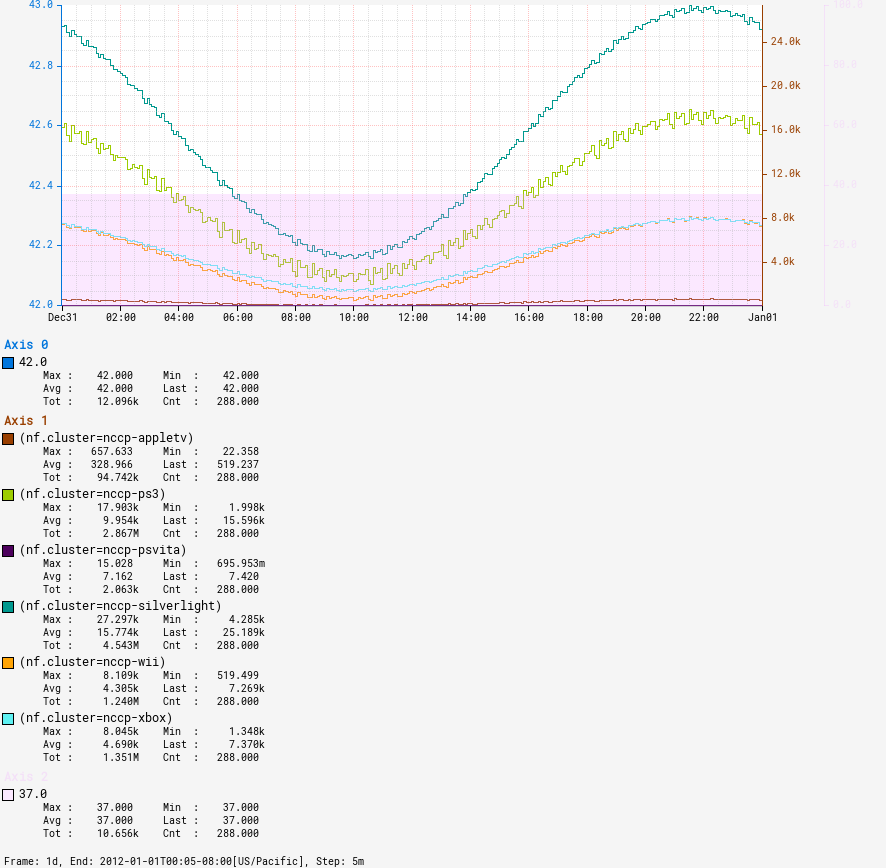 43.0
42.8
42.6
42.4
42.2
42.0
24.0k
20.0k
16.0k
12.0k
8.0k
4.0k
100.0
80.0
60.0
40.0
20.0
0.0
Dec31 02:00 04:00 06:00 08:00 10:00 12:00 14:00 16:00 18:00 20:00 22:00 Jan01
Axis 0
42.0
Max : 42.000 Min : 42.000
Avg : 42.000 Last : 42.000
Tot : 12.096k Cnt : 288.000
Axis 1
(nf.cluster=nccp-appletv)
Max : 657.633 Min : 22.358
Avg : 328.966 Last : 519.237
Tot : 94.742k Cnt : 288.000
(nf.cluster=nccp-ps3)
Max : 17.903k Min : 1.998k
Avg : 9.954k Last : 15.596k
Tot : 2.867M Cnt : 288.000
(nf.cluster=nccp-psvita)
Max : 15.028 Min : 695.953m
Avg : 7.162 Last : 7.420
Tot : 2.063k Cnt : 288.000
(nf.cluster=nccp-silverlight)
Max : 27.297k Min : 4.285k
Avg : 15.774k Last : 25.189k
Tot : 4.543M Cnt : 288.000
(nf.cluster=nccp-wii)
Max : 8.109k Min : 519.499
Avg : 4.305k Last : 7.269k
Tot : 1.240M Cnt : 288.000
(nf.cluster=nccp-xbox)
Max : 8.045k Min : 1.348k
Avg : 4.690k Last : 7.370k
Tot : 1.351M Cnt : 288.000
Axis 2
37.0
Max : 37.000 Min : 37.000
Avg : 37.000 Last : 37.000
Tot : 10.656k Cnt : 288.000
Frame: 1d, End: 2012-01-01T00:05-08:00[US/Pacific], Step: 5m